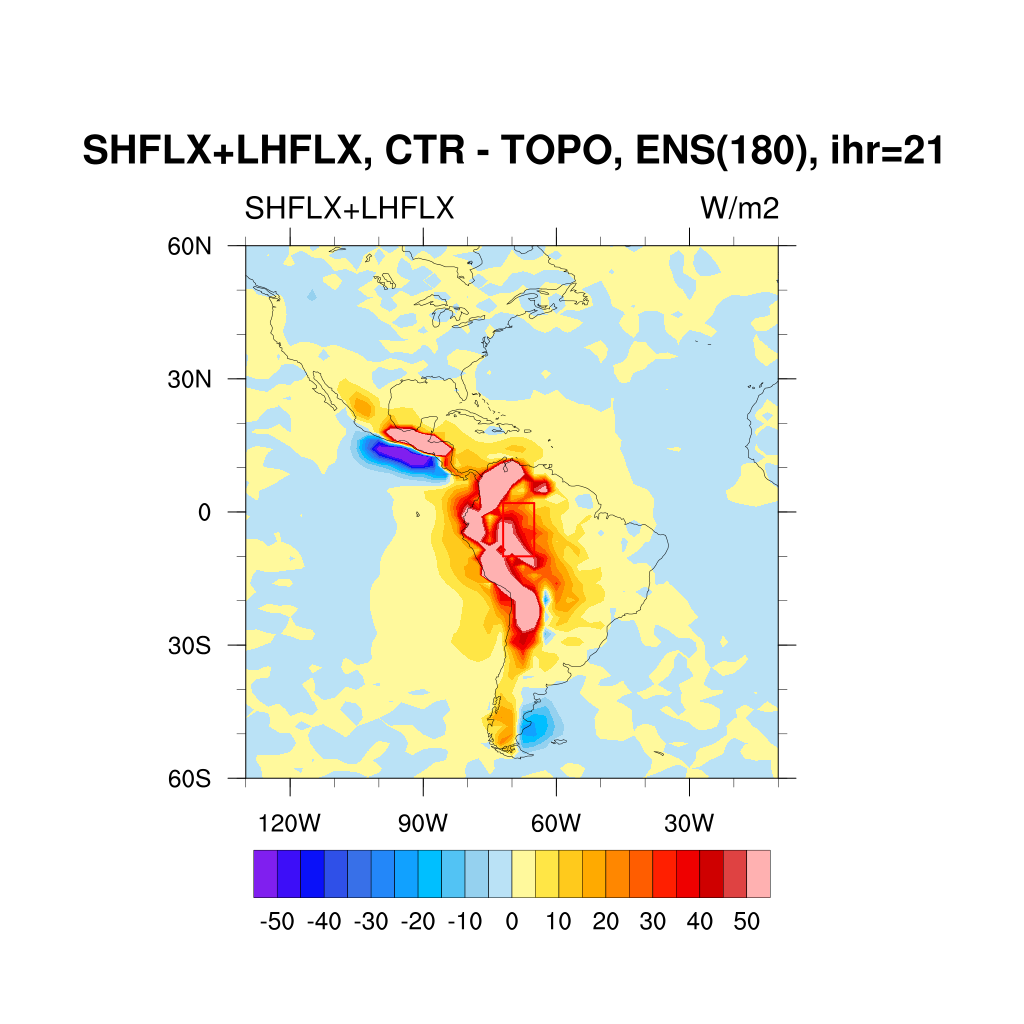 SHFLX+LHFLX, CTR - TOPO, ENS(180), ihr=21
SHFLX+LHFLX W/m2
60N
30N
0
30S
60S
120W 90W 60W 30W
-50 -40 -30 -20 -10 0 10 20 30 40 50